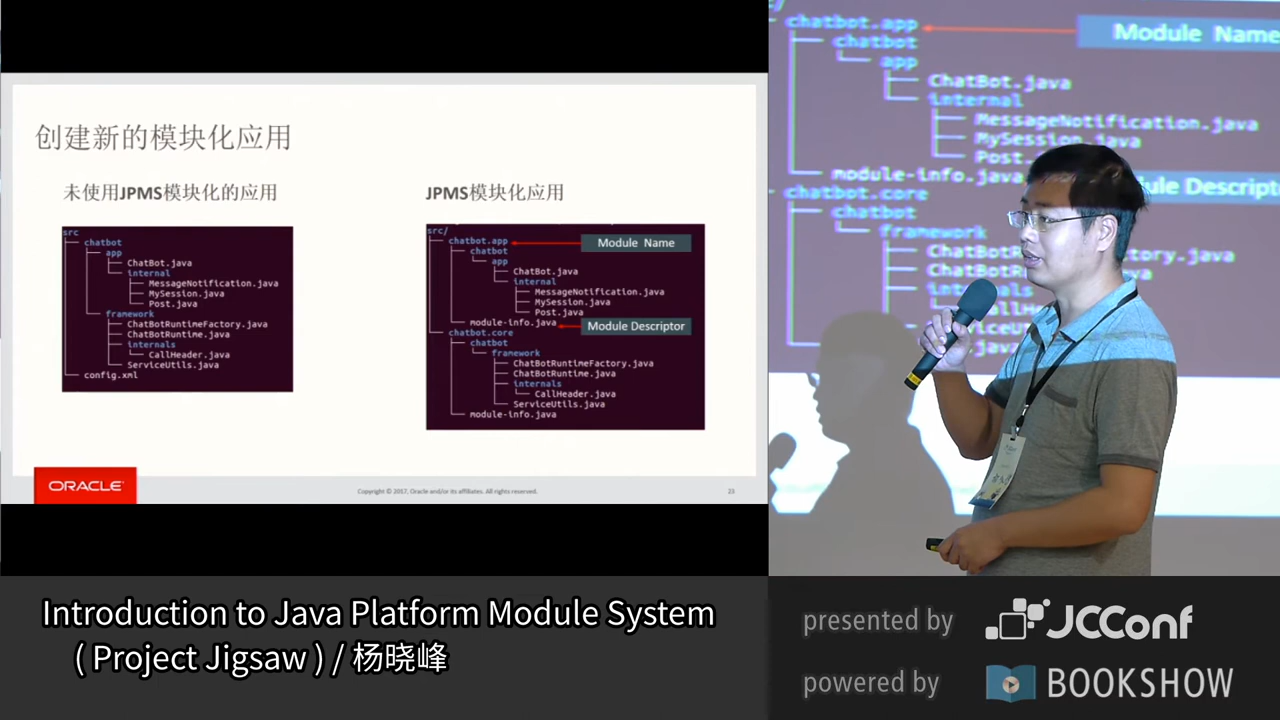 创建新的模块化应用
未使用JPMS模块化的应用
src
chatbot
app
ChatBot.java
internal
MessageNotification.java
MySession.java
Post.java
framework
ChatBotRuntimeFactory.java
ChatBotRuntime.java
internals
CallHeader.java
ServiceUtils.java
config.xml
JPMS模块化应用
src/
chatbot.app Module Name
chatbot
app
ChatBot.java
internal
MessageNotification.java
MySession.java
Post.java
module-info.java Module Descriptor
chatbot.core
chatbot
framework
ChatBotRuntimeFactory.java
ChatBotRuntime.java
internals
CallHeader.java
ServiceUtils.java
module-info.java
ORACLE
Copyright © 2017, Oracle and/or its affiliates. All rights reserved.
23
chatbot.app Module Name
chatbot
app
ChatBot.java
internal
MessageNotification.java
MySession.java
Post.
module-info.java
chatbot.core
chatbot
framework
Introduction to Java Platform Module System
( Project Jigsaw ) / 杨晓峰
presented by JCConf
powered by BOOKSHOW